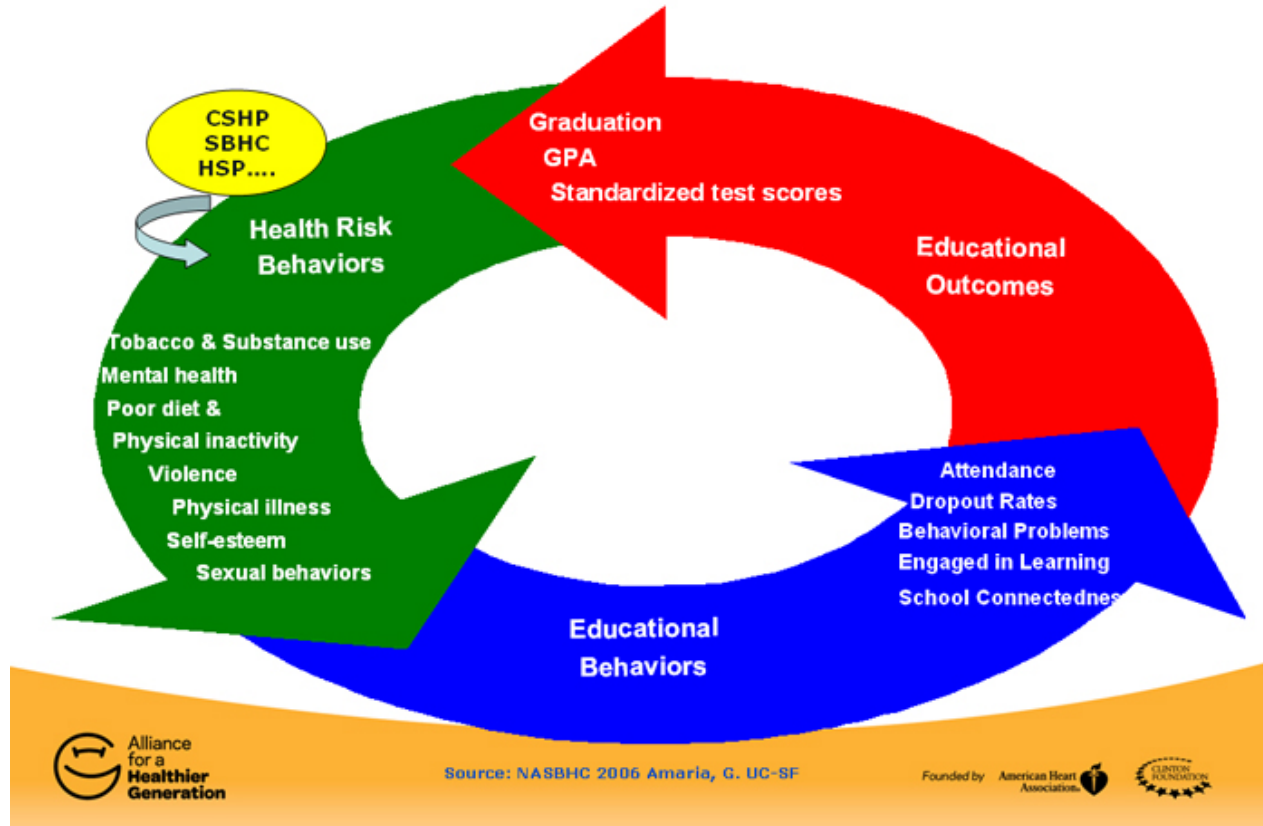 CSHP
SBHC
HSP....
Graduation
GPA
Standardized test scores
Health Risk
Behaviors
Educational
Outcomes
Tobacco & Substance use
Mental health
Poor diet &
Physical inactivity
Violence
Physical illness
Self-esteem
Sexual behaviors
Attendance
Dropout Rates
Behavioral Problems
Engaged in Learning
School Connectednes
Educational
Behaviors
Alliance
for a
Healthier
Generation
Source: NASBHC 2006 Amaria, G. UC-SF
Founded by
American Heart
Association®
CLINTON
FOUNDATION